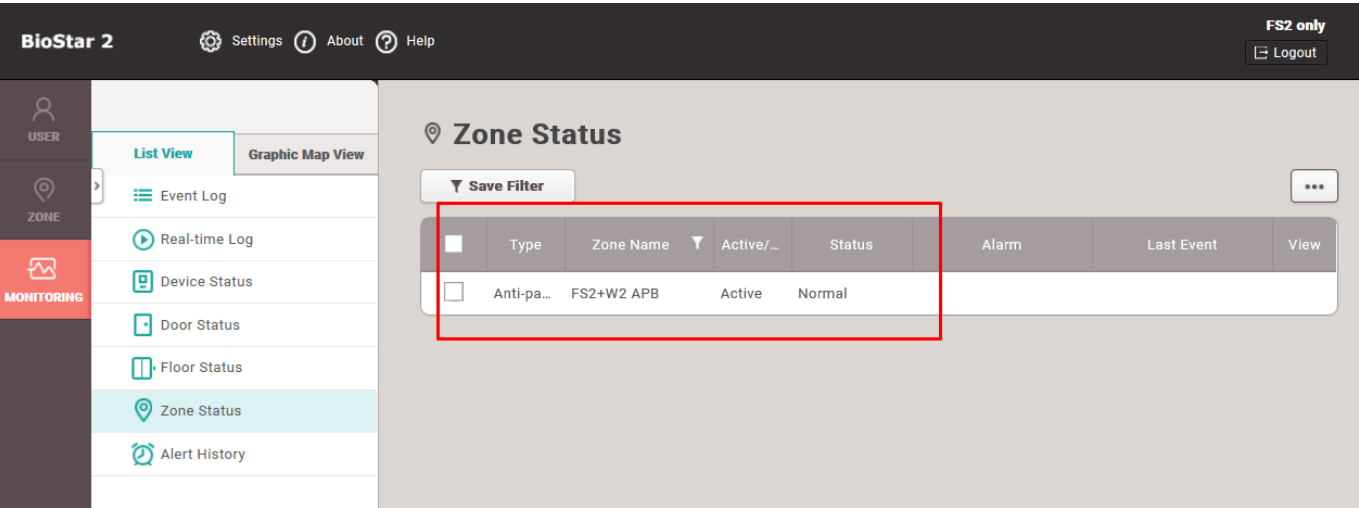 BioStar 2
Settings
About
Help
FS2 only
Logout
USER
ZONE
MONITORING
List View
Graphic Map View
Event Log
Real-time Log
Device Status
Door Status
Floor Status
Zone Status
Alert History
Zone Status
Save Filter
Type Zone Name Active/... Status Alarm Last Event View
Anti-pa... FS2+W2 APB Active Normal